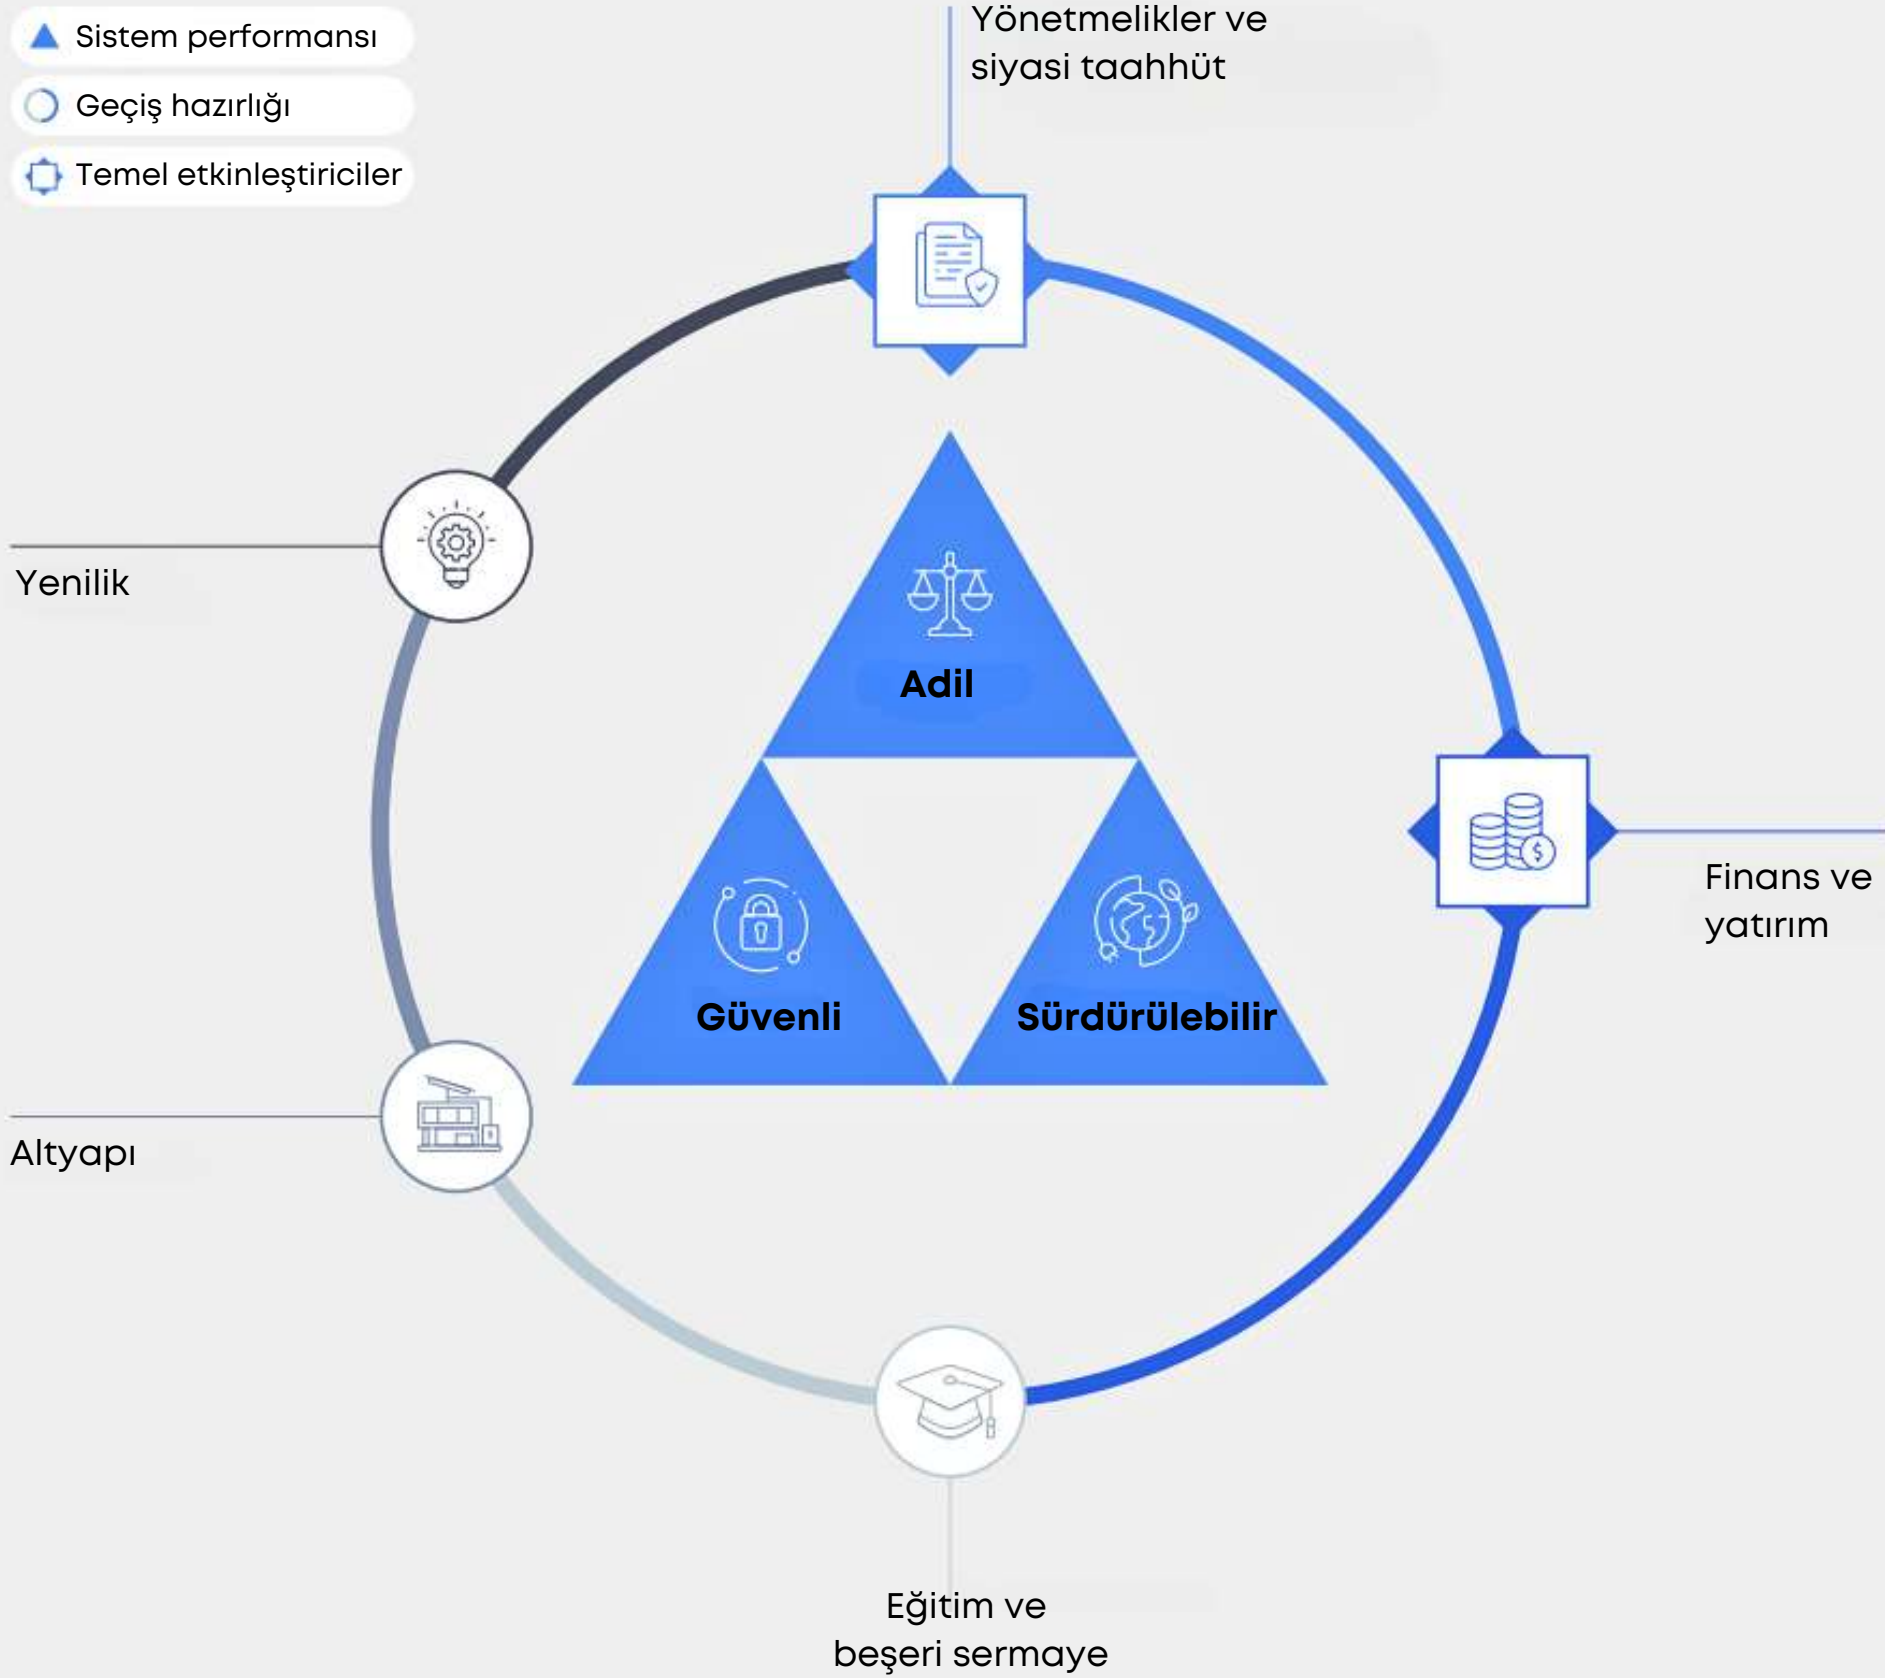 Sistem performansı
Geçiş hazırlığı
Temel etkinleştiriciler
Yönetmelikler ve
siyasi taahhüt
Yenilik
Adil
Finans ve
yatırım
Güvenli
Sürdürülebilir
Altyapı
Eğitim ve
beşeri sermaye